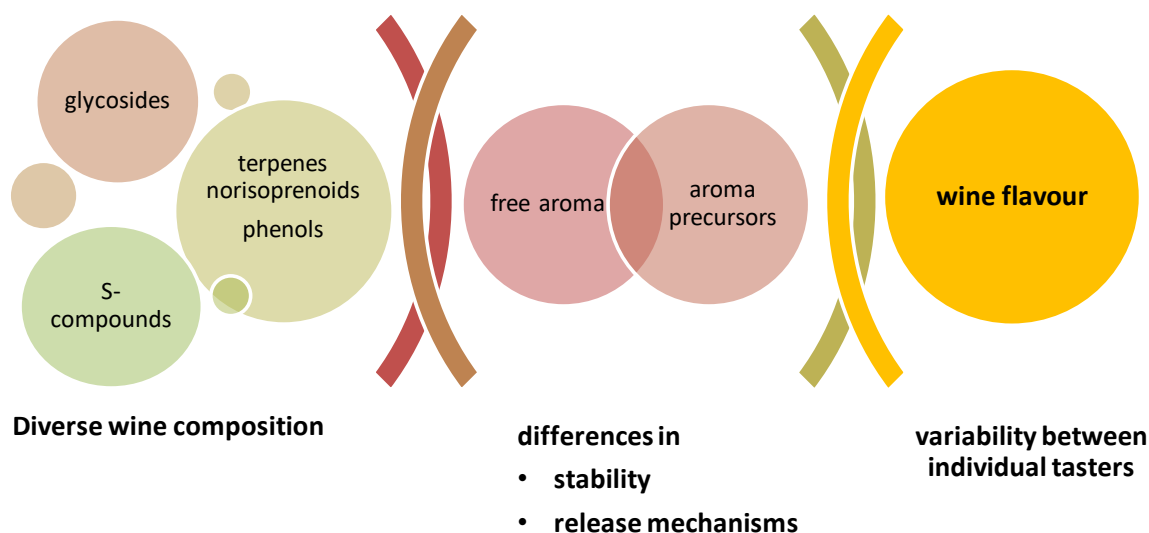 glycosides
terpenes
norisoprenoids
phenols
S-
compounds
free aroma
aroma
precursors
wine flavour
Diverse wine composition
differences in
• stability
• release mechanisms
variability between
individual tasters